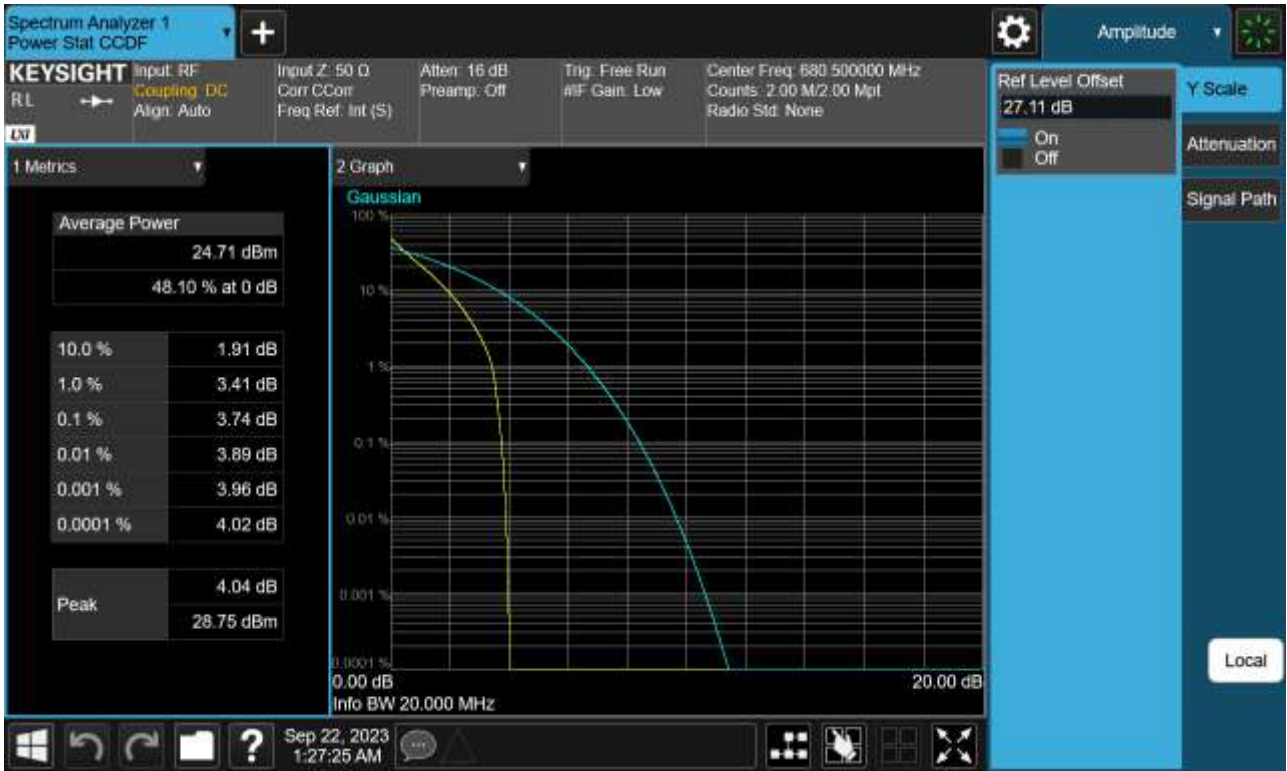 Spectrum Analyzer 1
Power Stat CCDF
Amplitude
KEYSIGHT
RL
LXI
Input: RF
Coupling: DC
Align: Auto
Input Z: 50 Ω
Corr CCorr
Freq Ref: Int (S)
Atten: 16 dB
Preamp: Off
Trig: Free Run
#IF Gain: Low
Center Freq: 680.500000 MHz
Counts: 2.00 M/2.00 Mpt
Radio Std: None
Ref Level Offset
27.11 dB
On
Off
Y Scale
Attenuation
Signal Path
Local
1 Metrics
Average Power
24.71 dBm
48.10 % at 0 dB
10.0 % 1.91 dB
1.0 % 3.41 dB
0.1 % 3.74 dB
0.01 % 3.89 dB
0.001 % 3.96 dB
0.0001 % 4.02 dB
Peak
4.04 dB
28.75 dBm
2 Graph
Gaussian
100 %
10 %
1 %
0.1 %
0.01 %
0.001 %
0.0001 %
0.00 dB 20.00 dB
Info BW 20.000 MHz
?
Sep 22, 2023
1:27:25 AM